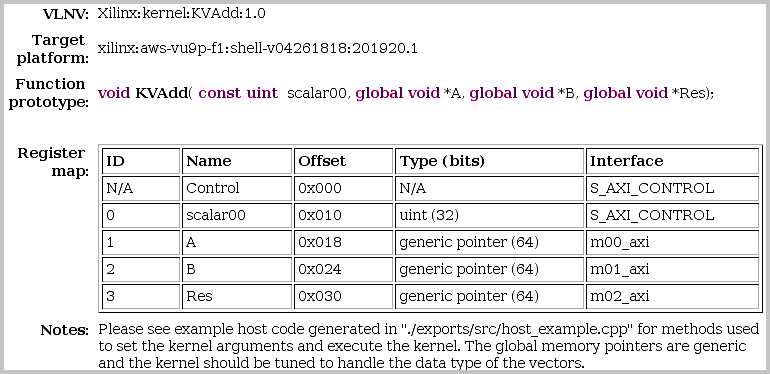 VLNV: Xilinx:kernel:KVAdd:1.0
Target platform: xilinx:aws-vu9p-f1:shell-v04261818:201920.1
Function prototype: void KVAdd( const uint scalar00, global void *A, global void *B, global void *Res);
Register map:
ID Name Offset Type (bits) Interface
N/A Control 0x000 N/A S_AXI_CONTROL
0 scalar00 0x010 uint (32) S_AXI_CONTROL
1 A 0x018 generic pointer (64) m00_axi
2 B 0x024 generic pointer (64) m01_axi
3 Res 0x030 generic pointer (64) m02_axi
Notes: Please see example host code generated in "./exports/src/host_example.cpp" for methods used
to set the kernel arguments and execute the kernel. The global memory pointers are generic
and the kernel should be tuned to handle the data type of the vectors.